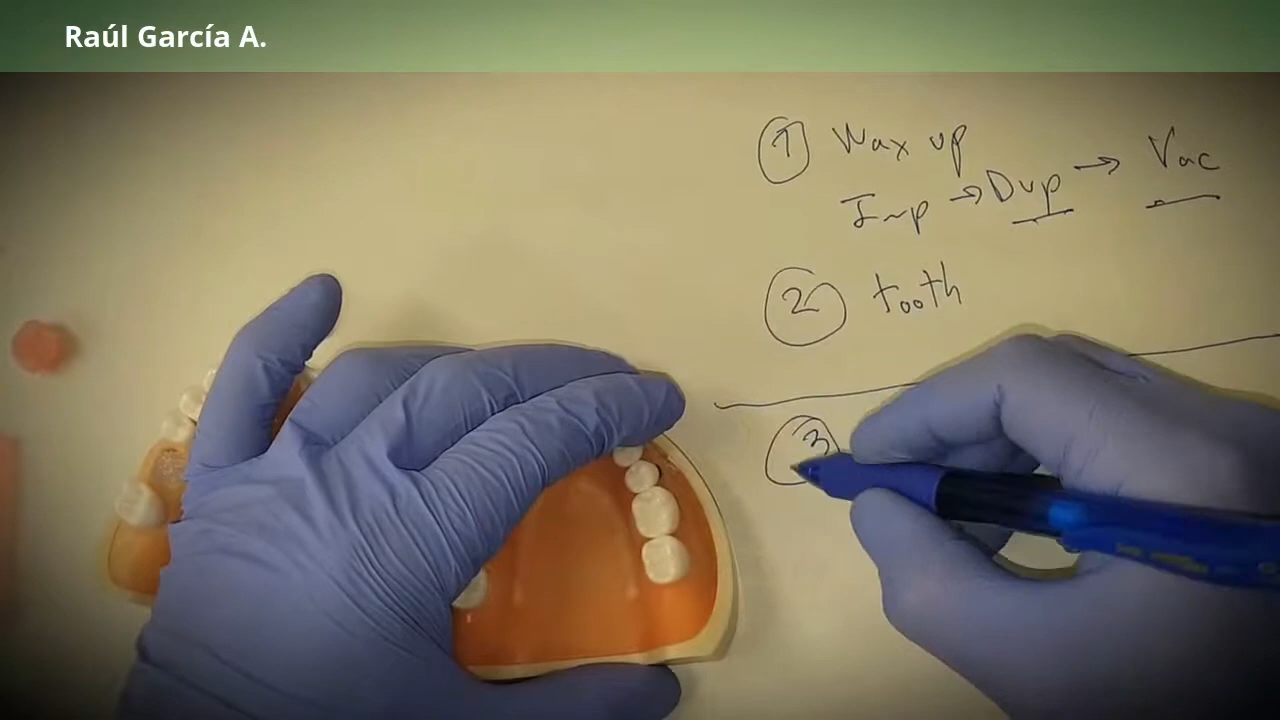 Raúl García A.
1 Wax up
Imp → Dup → Vac
2 tooth
3